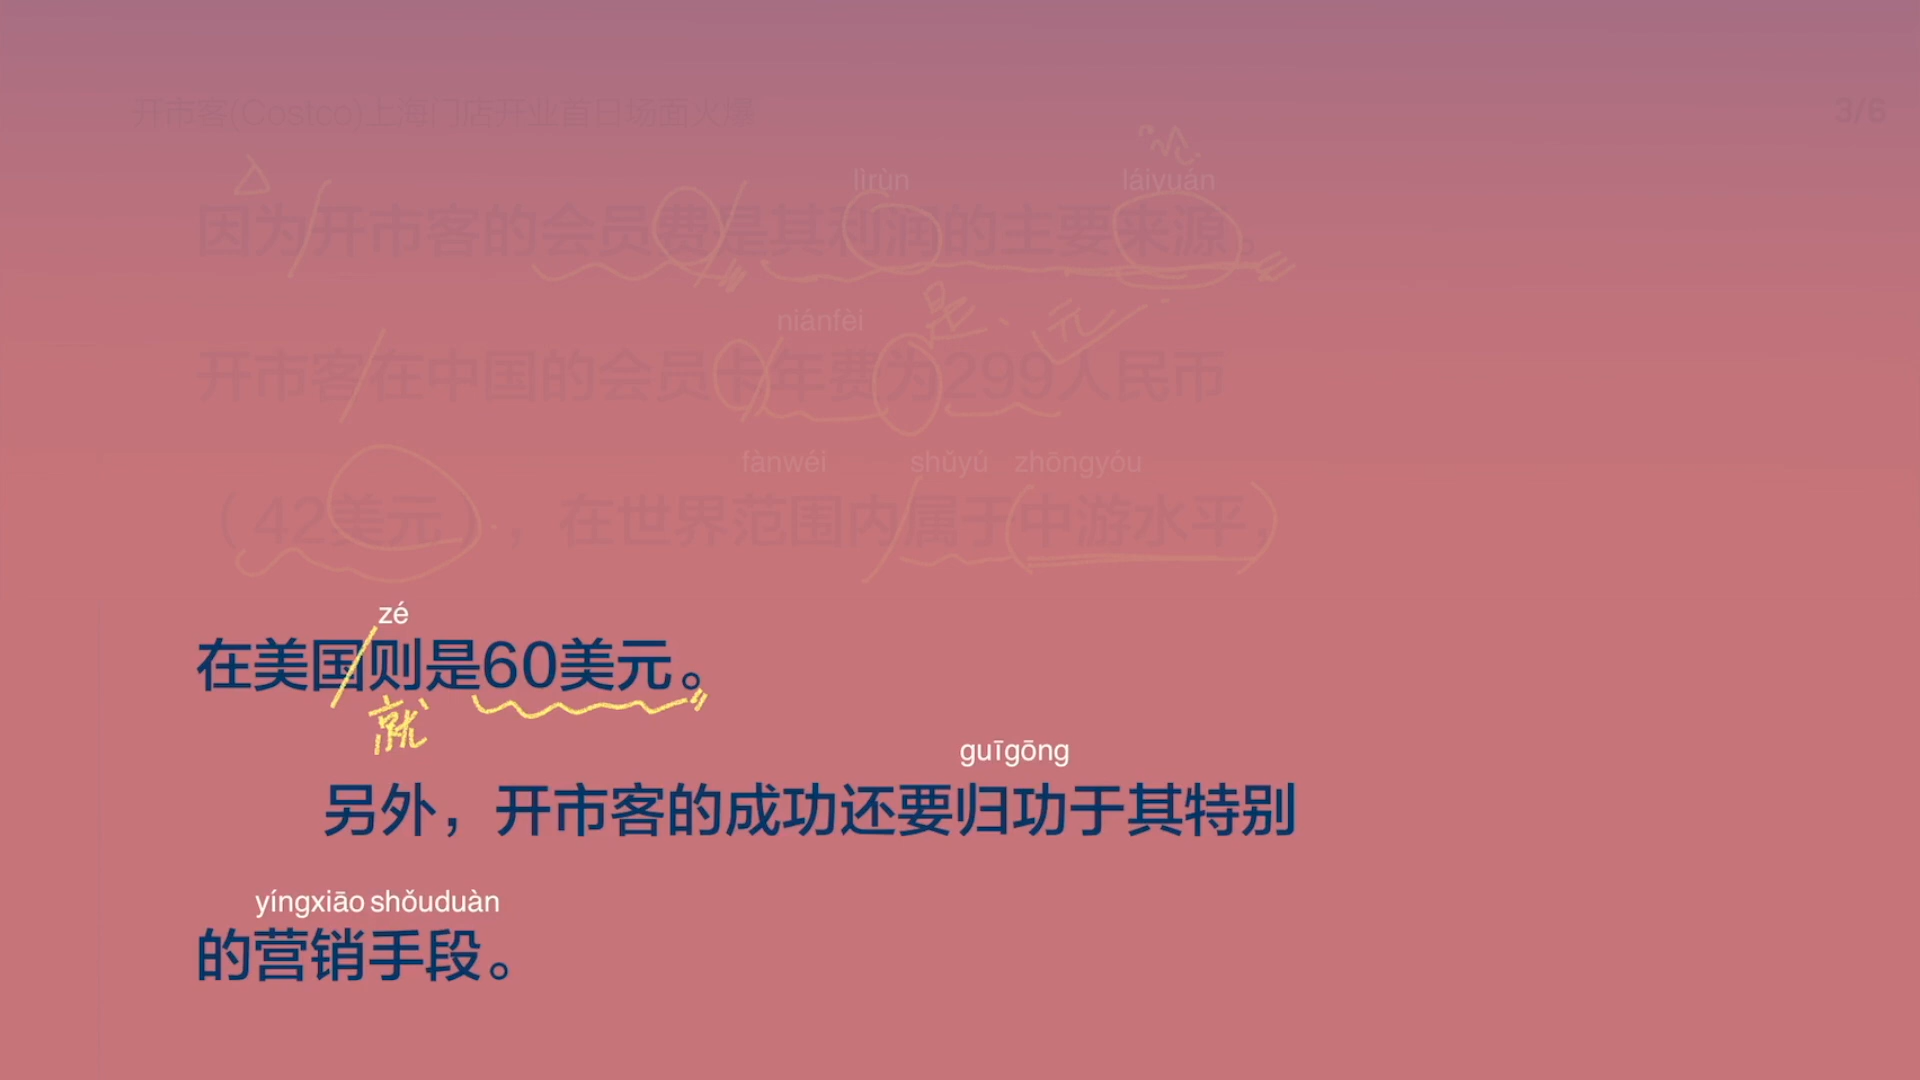 开市客(Costco)上海门店开业首日场面火爆
3/6
lìrùn láiyuán
因为开市客的会员费是其利润的主要来源。
是 元
niánfèi
开市客在中国的会员卡年费为299人民币
fànwéi shǔyú zhōngyóu
（42美元），在世界范围内属于中游水平，
zé
在美国则是60美元。
就
guīgōng
另外，开市客的成功还要归功于其特别
yíngxiāo shǒuduàn
的营销手段。